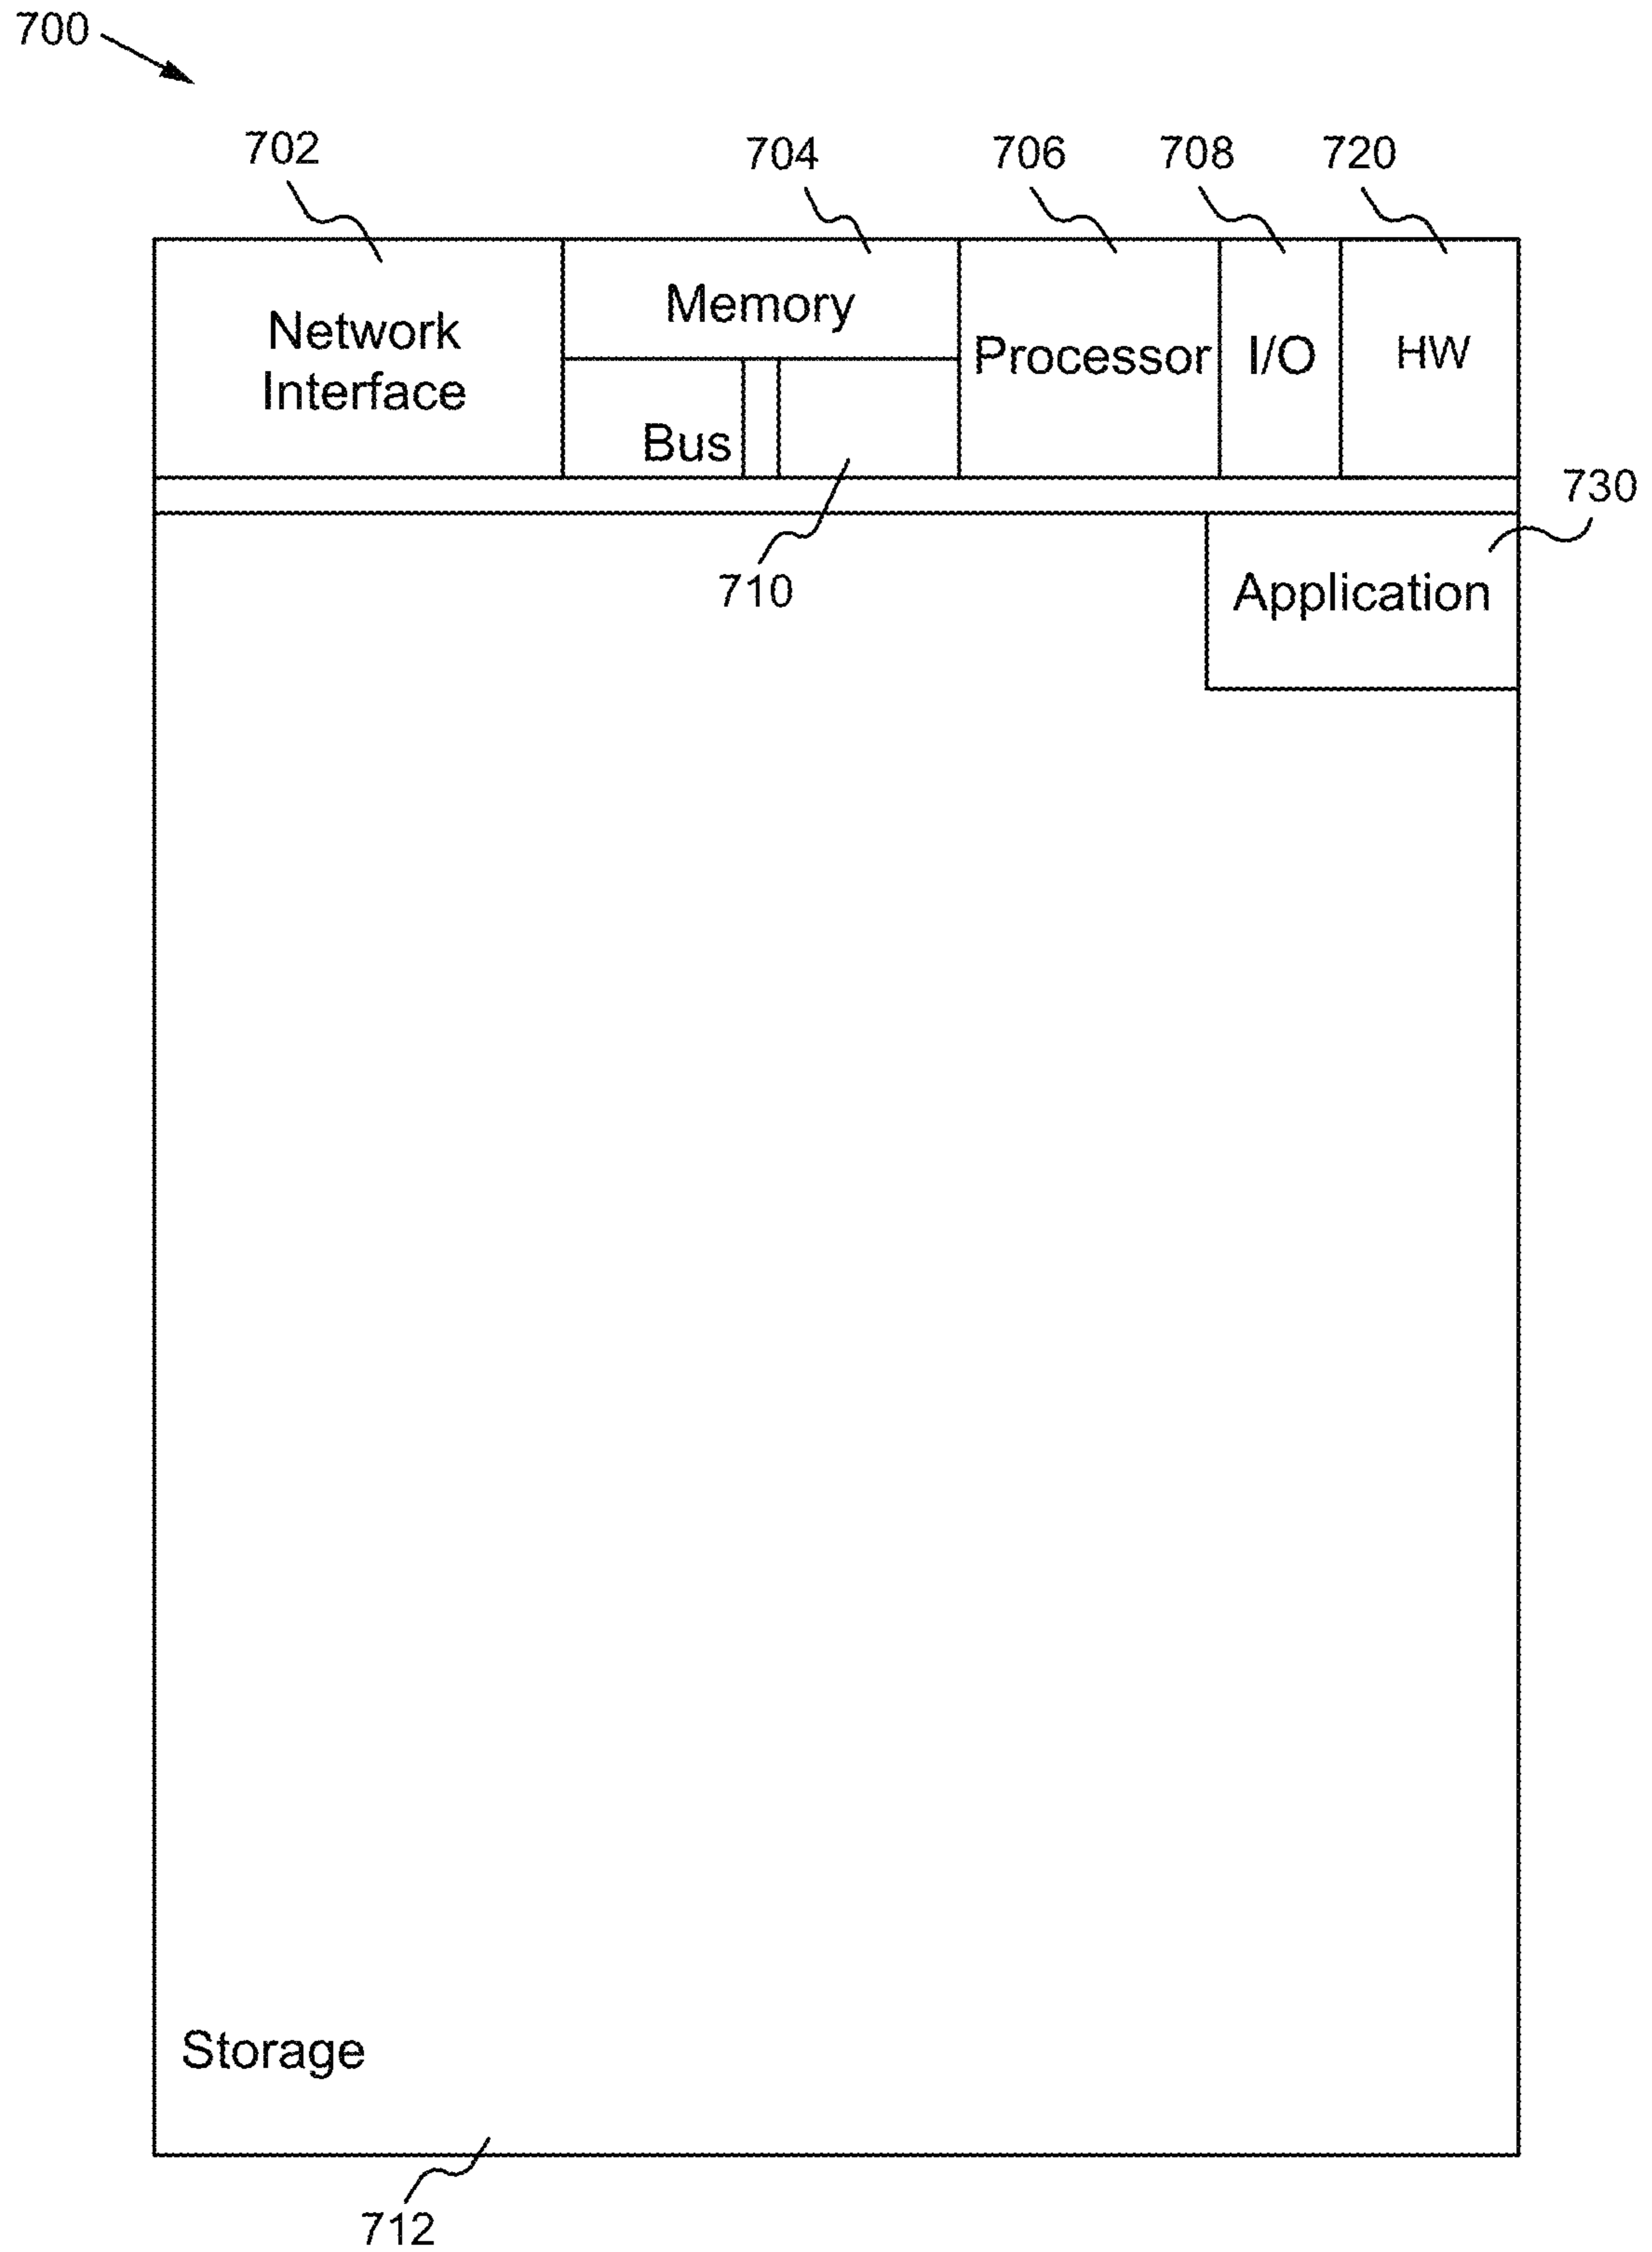 700
702
704
706
708
720
Network
Interface
Memory
Processor
I/O
HW
Bus
730
710
Application
Storage
712